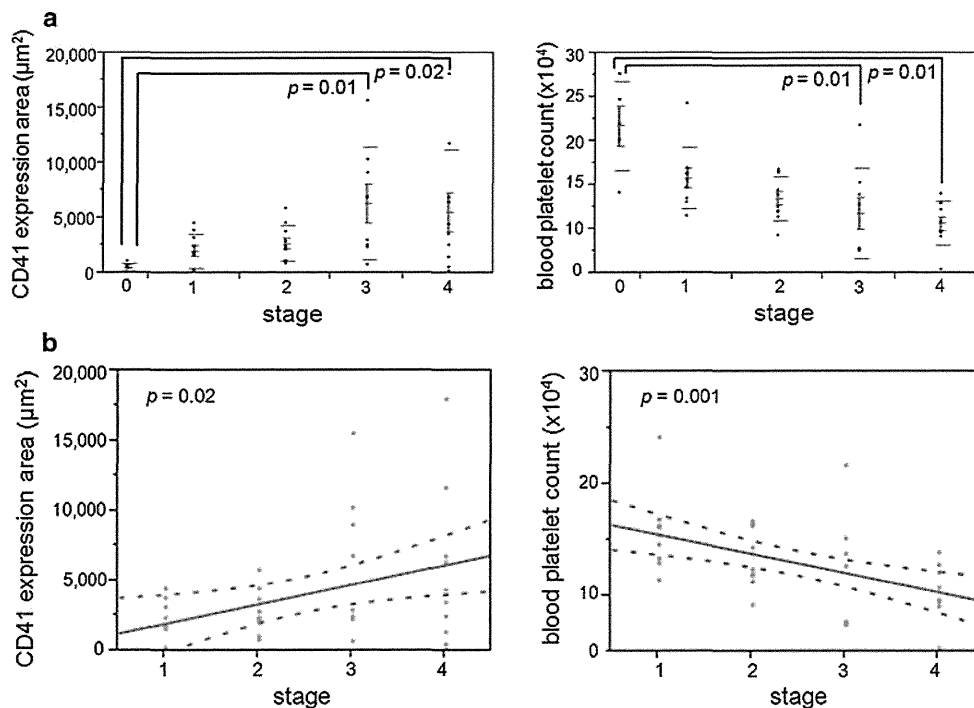 a
CD41 expression area (µm²)
20,000
15,000
10,000
5,000
0
p = 0.01
p = 0.02
0 1 2 3 4
stage
blood platelet count (x10⁴)
30
25
20
15
10
5
0
p = 0.01
p = 0.01
0 1 2 3 4
stage
b
CD41 expression area (µm²)
20,000
15,000
10,000
5,000
0
p = 0.02
1 2 3 4
stage
blood platelet count (x10⁴)
30
20
10
0
p = 0.001
1 2 3 4
stage